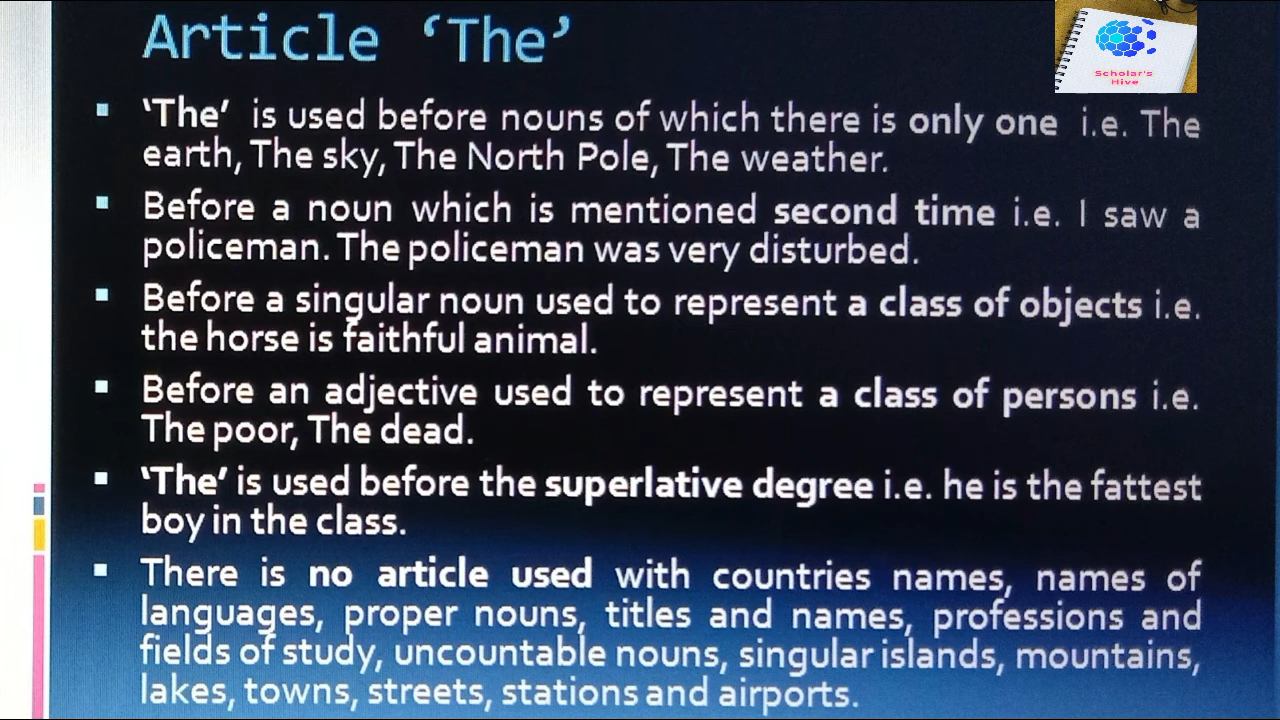 Article ‘The’
Scholar's
Hive
‘The’ is used before nouns of which there is only one i.e. The
earth, The sky, The North Pole, The weather.
Before a noun which is mentioned second time i.e. I saw a
policeman. The policeman was very disturbed.
Before a singular noun used to represent a class of objects i.e.
the horse is faithful animal.
Before an adjective used to represent a class of persons i.e.
The poor, The dead.
‘The’ is used before the superlative degree i.e. he is the fattest
boy in the class.
There is no article used with countries names, names of
languages, proper nouns, titles and names, professions and
fields of study, uncountable nouns, singular islands, mountains,
lakes, towns, streets, stations and airports.